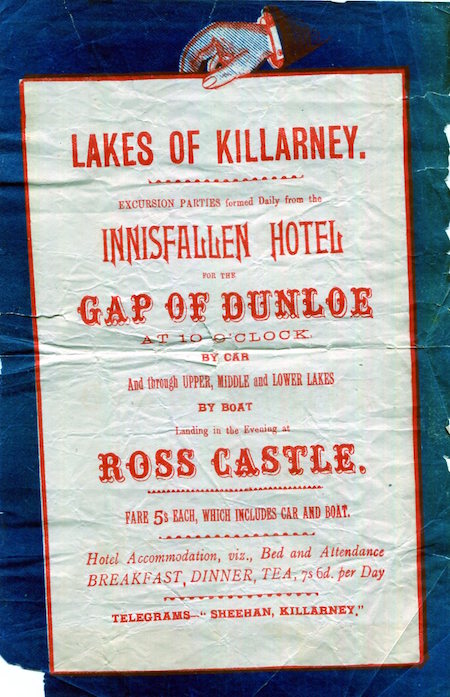 LAKES OF KILLARNEY.
EXCURSION PARTIES formed Daily from the
INNISFALLEN HOTEL
FOR THE
GAP OF DUNLOE
AT 10 O'CLOCK.
BY CAR
And through UPPER, MIDDLE and LOWER LAKES
BY BOAT
Landing in the Evening at
ROSS CASTLE.
FARE 5s EACH, WHICH INCLUDES CAR AND BOAT.
Hotel Accommodation, viz., Bed and Attendance
BREAKFAST, DINNER, TEA, 7s 6d. per Day
TELEGRAMS—"SHEEHAN, KILLARNEY,"